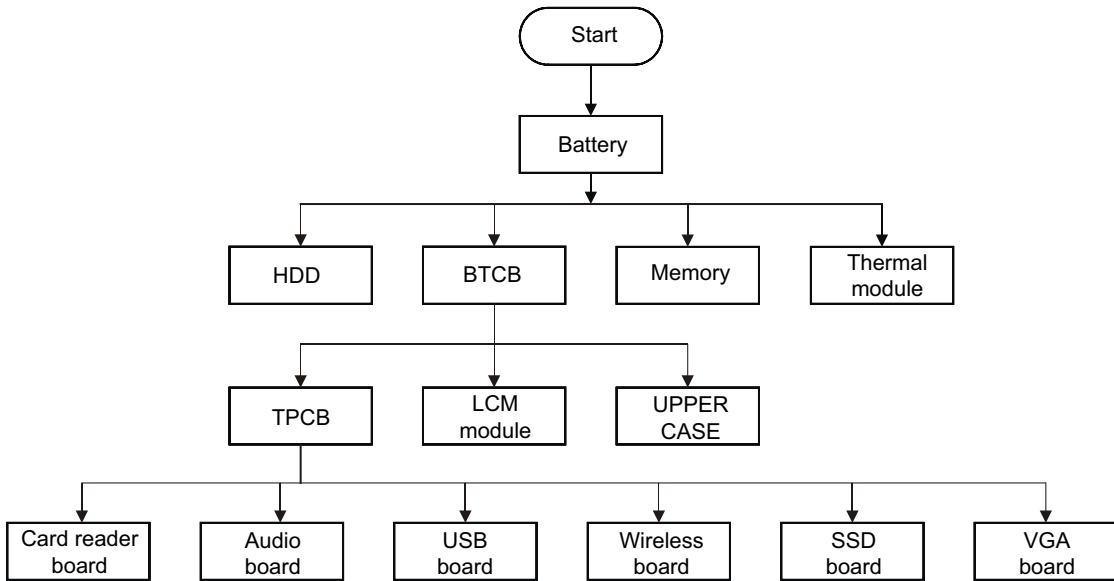 Start
Battery
HDD
BTCB
Memory
Thermal
module
TPCB
LCM
module
UPPER
CASE
Card reader
board
Audio
board
USB
board
Wireless
board
SSD
board
VGA
board